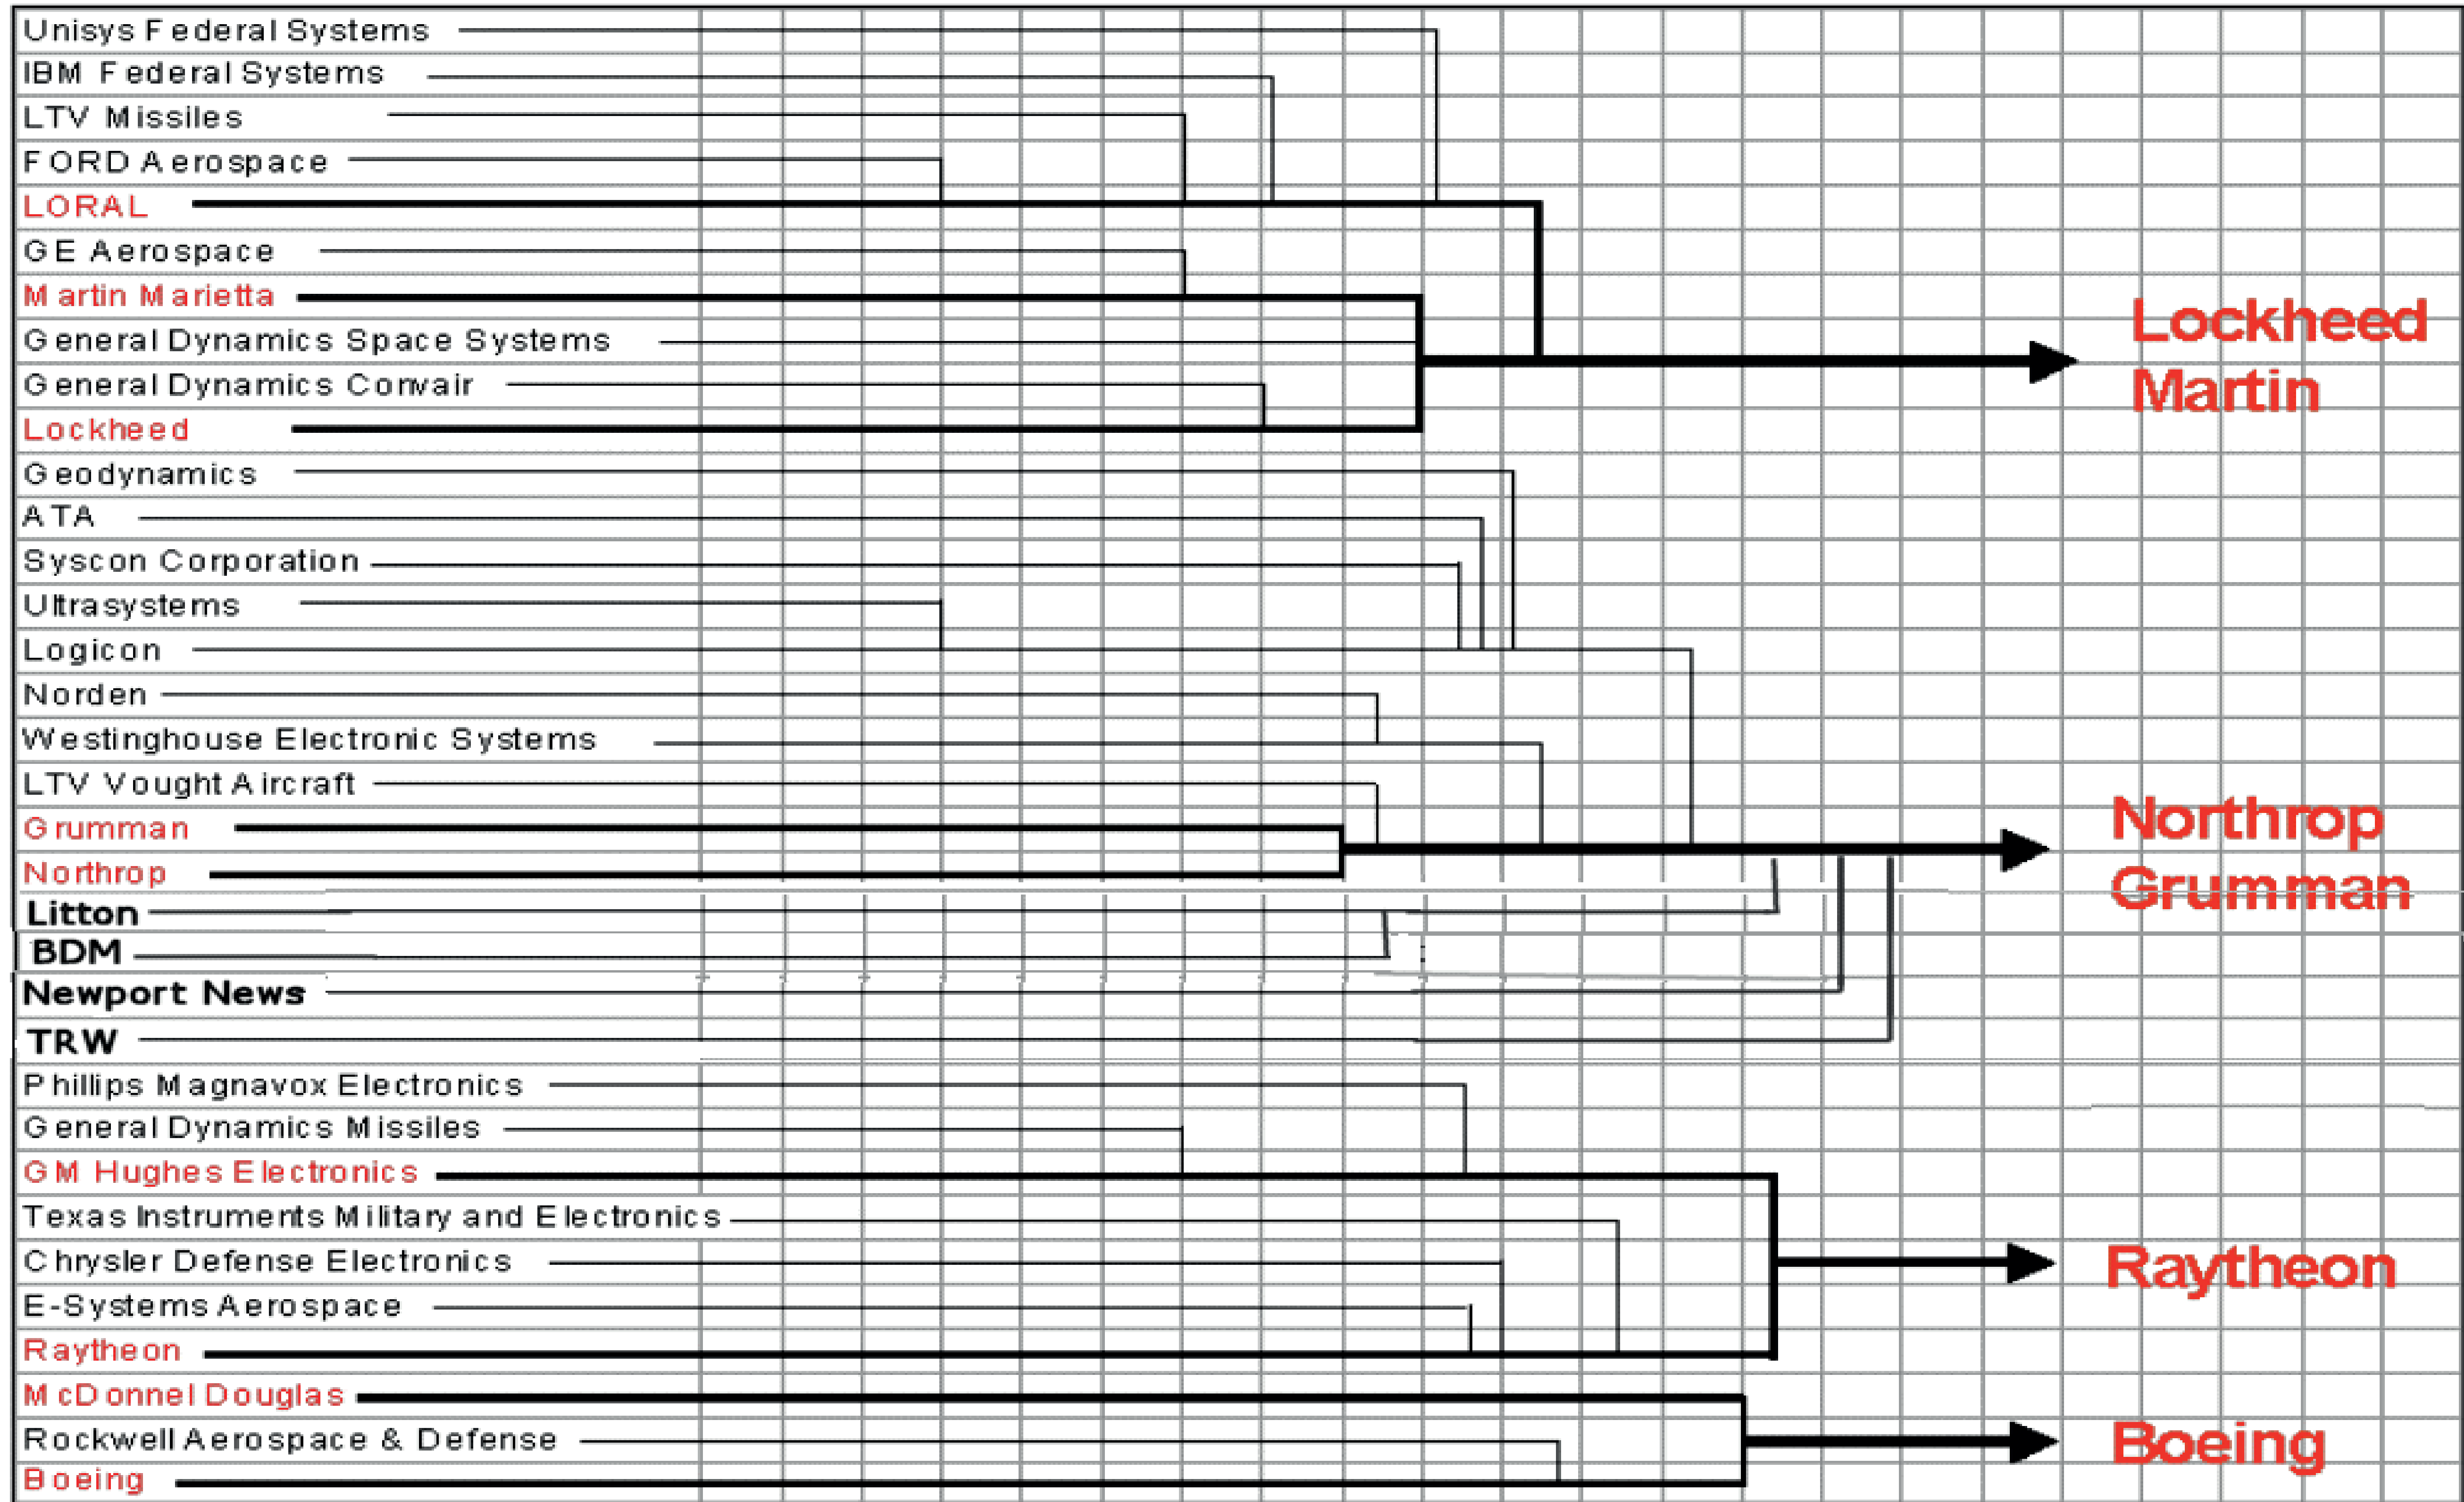 Unisys Federal Systems
IBM Federal Systems
LTV Missiles
FORD Aerospace
LORAL
GE Aerospace
Martin Marietta
General Dynamics Space Systems
General Dynamics Convair
Lockheed
Lockheed
Martin
Geodynamics
ATA
Syscon Corporation
Ultrasystems
Logicon
Norden
Westinghouse Electronic Systems
LTV Vought Aircraft
Grumman
Northrop
Northrop
Grumman
Litton
BDM
Newport News
TRW
Phillips Magnavox Electronics
General Dynamics Missiles
GM Hughes Electronics
Texas Instruments Military and Electronics
Chrysler Defense Electronics
E-Systems Aerospace
Raytheon
Raytheon
McDonnel Douglas
Rockwell Aerospace & Defense
Boeing
Boeing